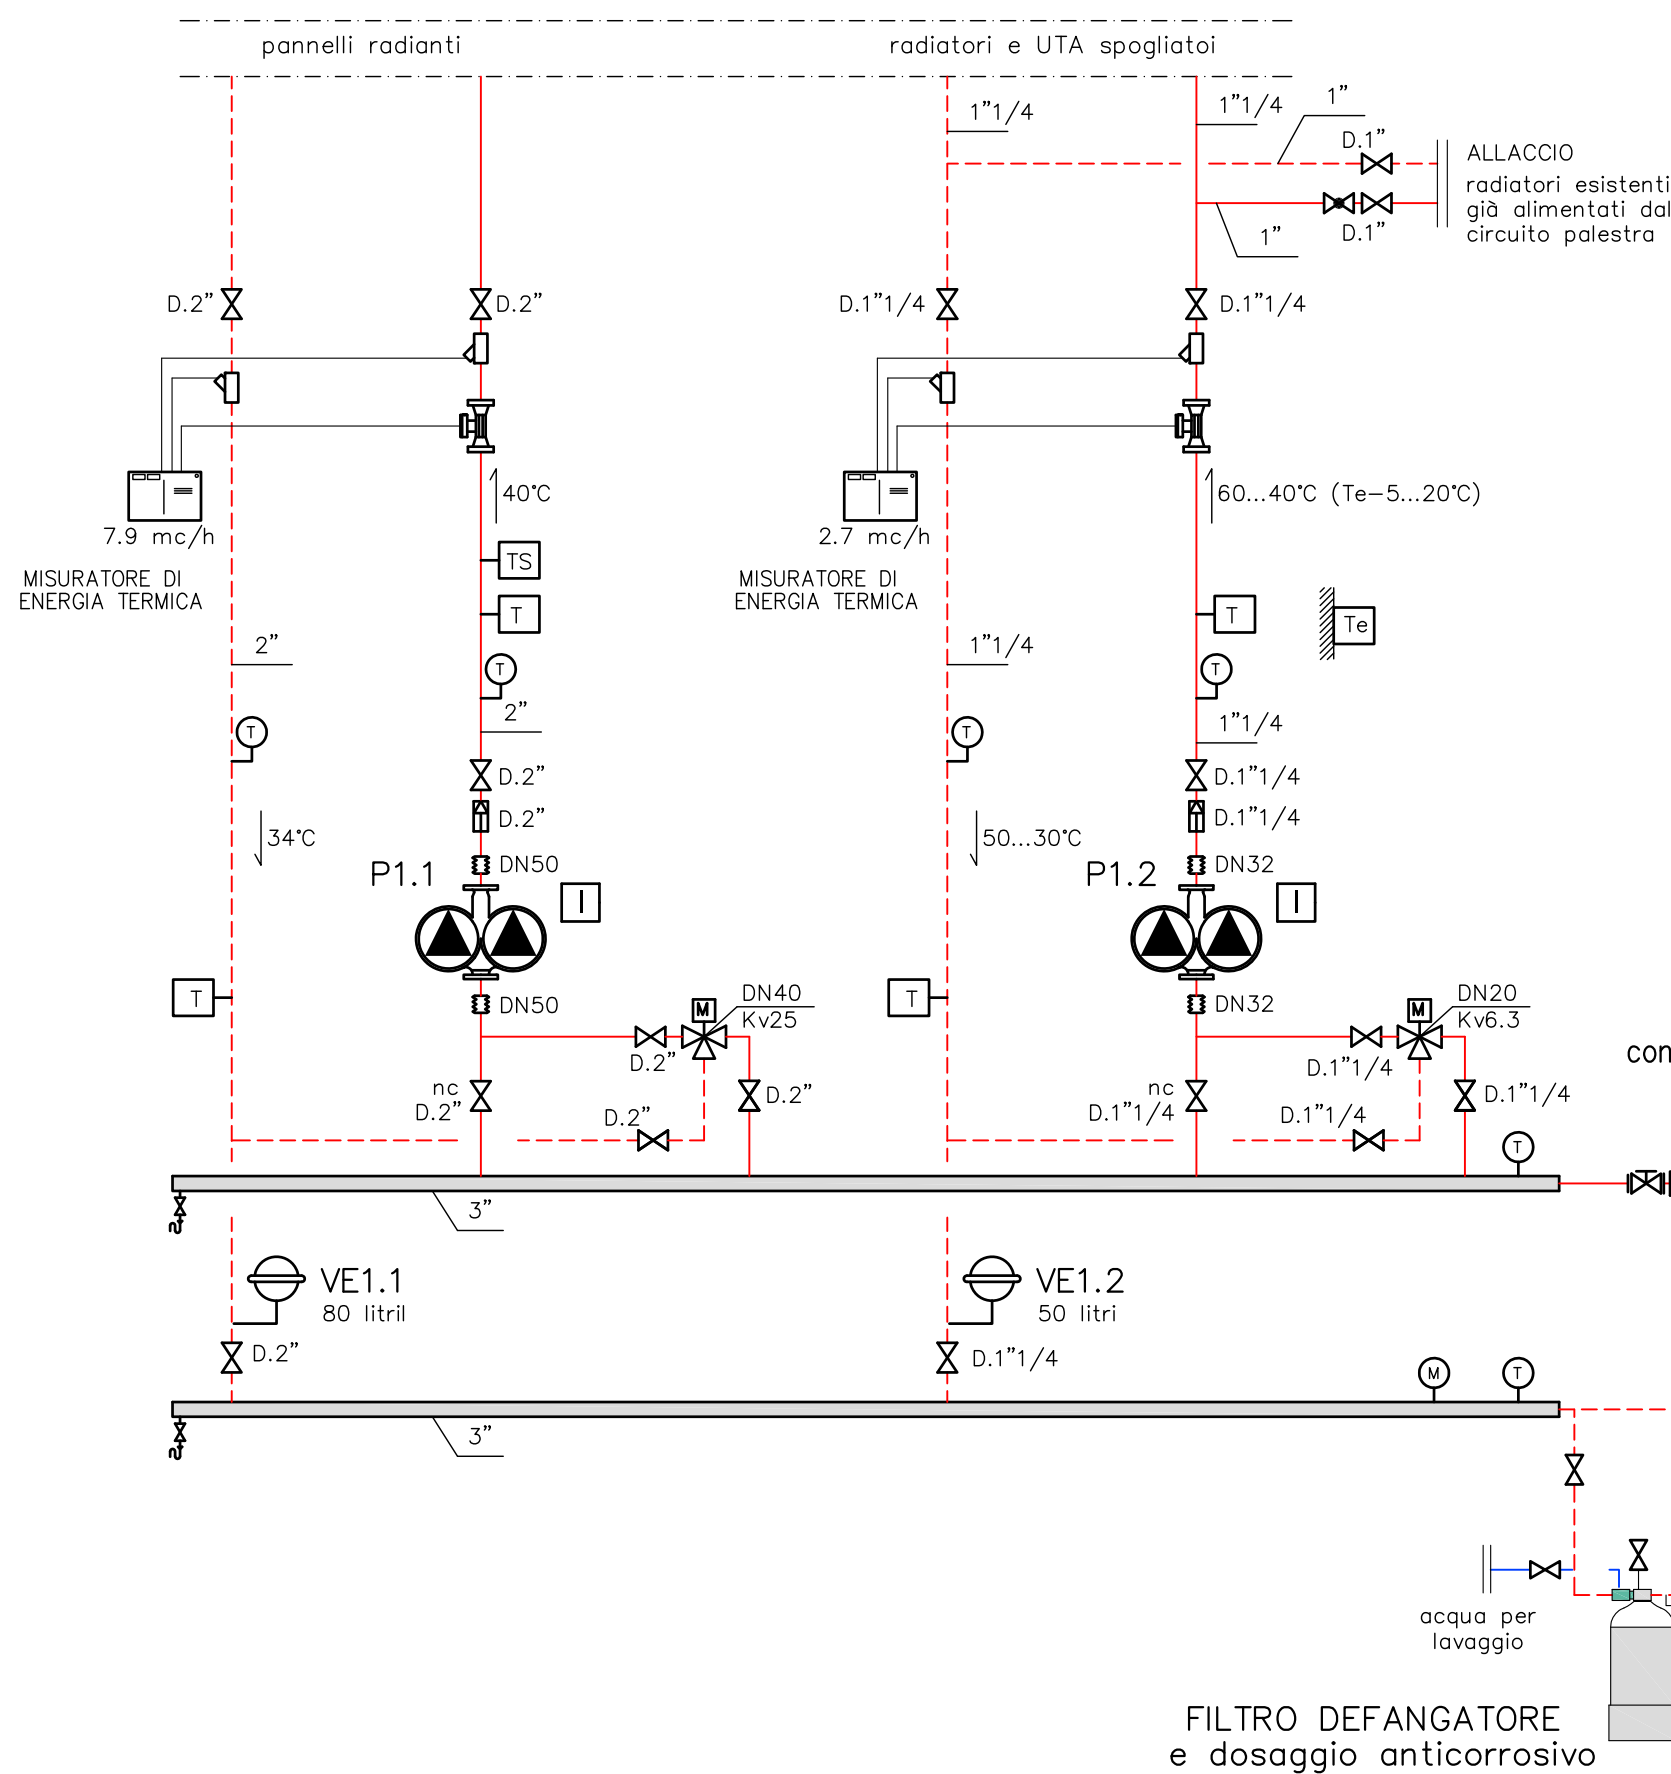 pannelli radianti
radiatori e UTA spogliatoi
1"1/4
1"1/4
1"
D.1"
ALLACCIO
radiatori esistenti
già alimentati dal
circuito palestra
1"
D.1"
D.2"
D.2"
D.1"1/4
D.1"1/4
40°C
60...40°C (Te-5...20°C)
7.9 mc/h
2.7 mc/h
MISURATORE DI
ENERGIA TERMICA
MISURATORE DI
ENERGIA TERMICA
TS
T
T
Te
2"
1"1/4
T
T
2"
1"1/4
T
T
D.2"
D.1"1/4
D.2"
D.1"1/4
34°C
50...30°C
P1.1
DN50
P1.2
DN32
I
I
T
DN50
M
DN40
Kv25
T
DN32
M
DN20
Kv6.3
con
D.2"
D.1"1/4
nc
D.2"
D.2"
nc
D.1"1/4
D.1"1/4
D.2"
D.1"1/4
T
3"
VE1.1
80 litril
VE1.2
50 litri
D.2"
D.1"1/4
M
T
3"
acqua per
lavaggio
FILTRO DEFANGATORE
e dosaggio anticorrosivo